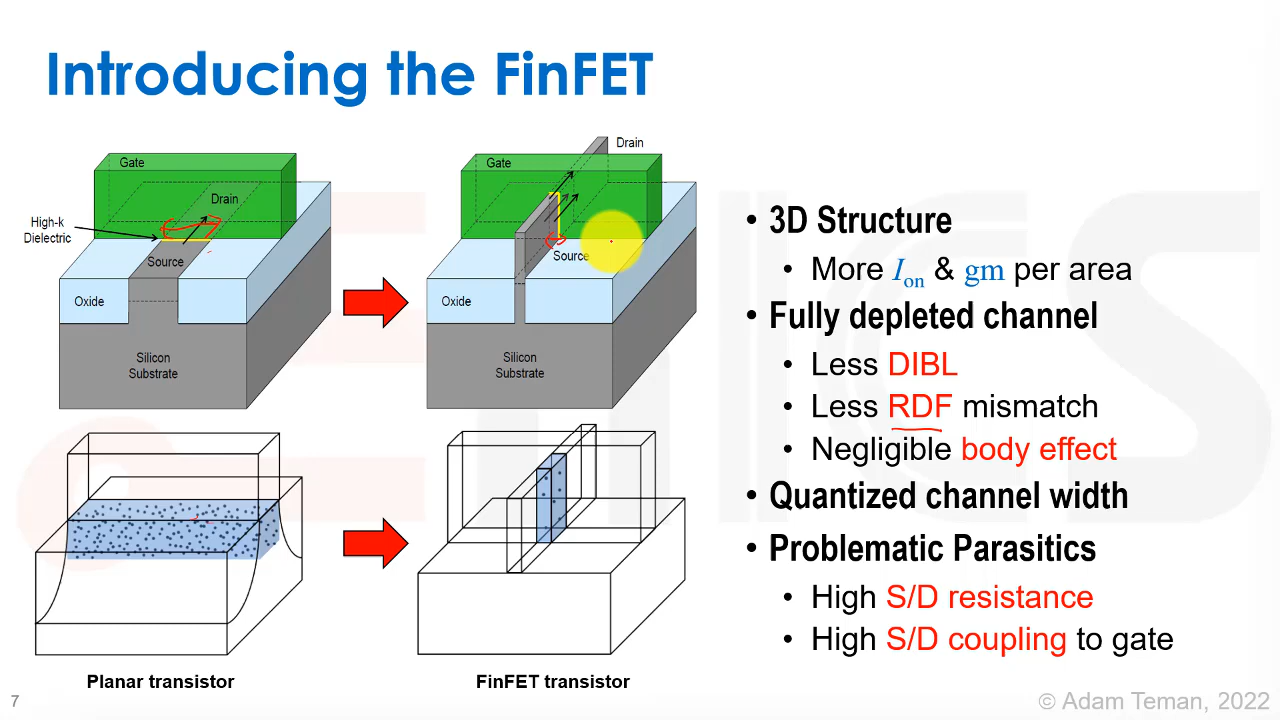 Introducing the FinFET
Gate
Drain
High-k
Dielectric
Source
Oxide
Silicon
Substrate
Drain
Gate
Source
Oxide
Silicon
Substrate
Planar transistor
FinFET transistor
• 3D Structure
• More Ion & gm per area
• Fully depleted channel
• Less DIBL
• Less RDF mismatch
• Negligible body effect
• Quantized channel width
• Problematic Parasitics
• High S/D resistance
• High S/D coupling to gate
7
© Adam Teman, 2022